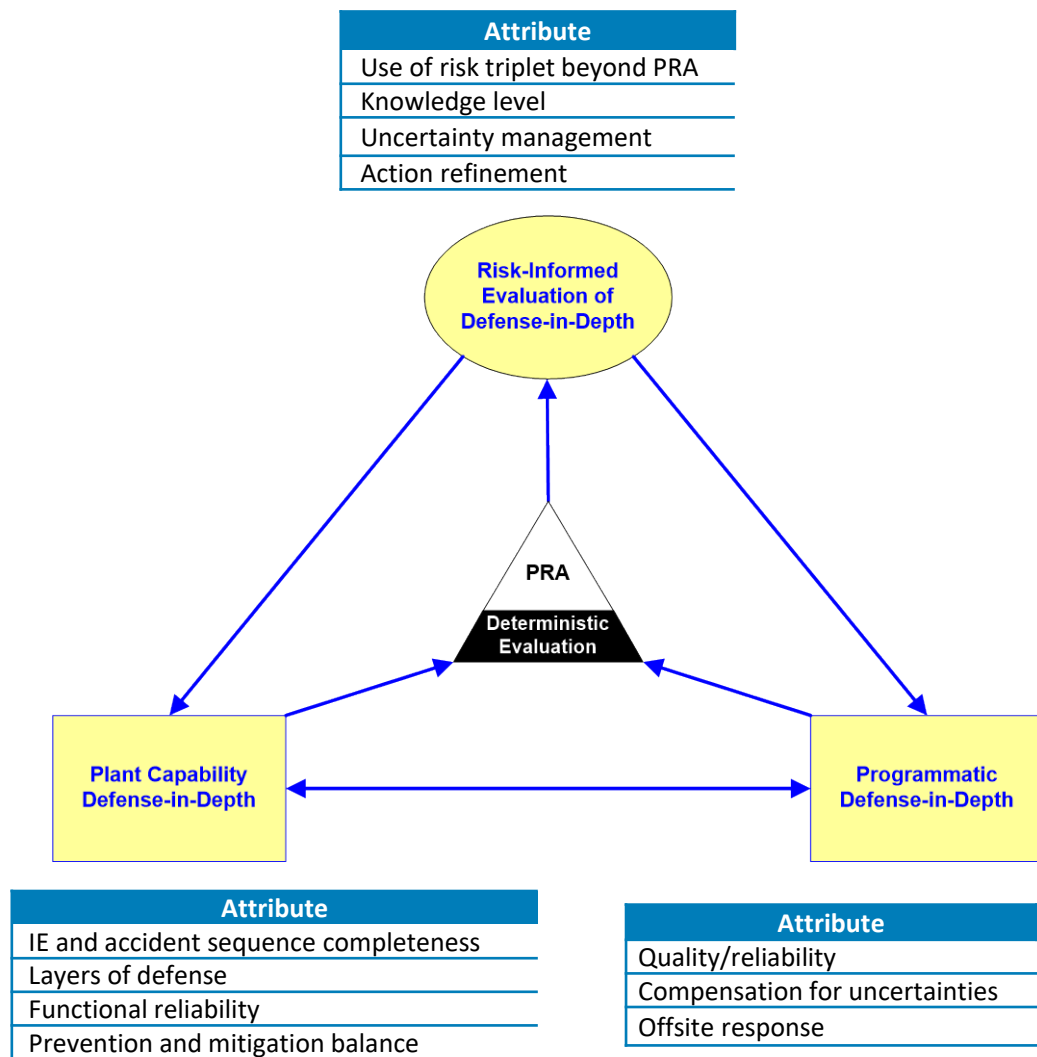 Attribute
Use of risk triplet beyond PRA
Knowledge level
Uncertainty management
Action refinement
Risk-Informed
Evaluation of
Defense-in-Depth
PRA
Deterministic
Evaluation
Plant Capability
Defense-in-Depth
Programmatic
Defense-in-Depth
Attribute
IE and accident sequence completeness
Layers of defense
Functional reliability
Prevention and mitigation balance
Attribute
Quality/reliability
Compensation for uncertainties
Offsite response